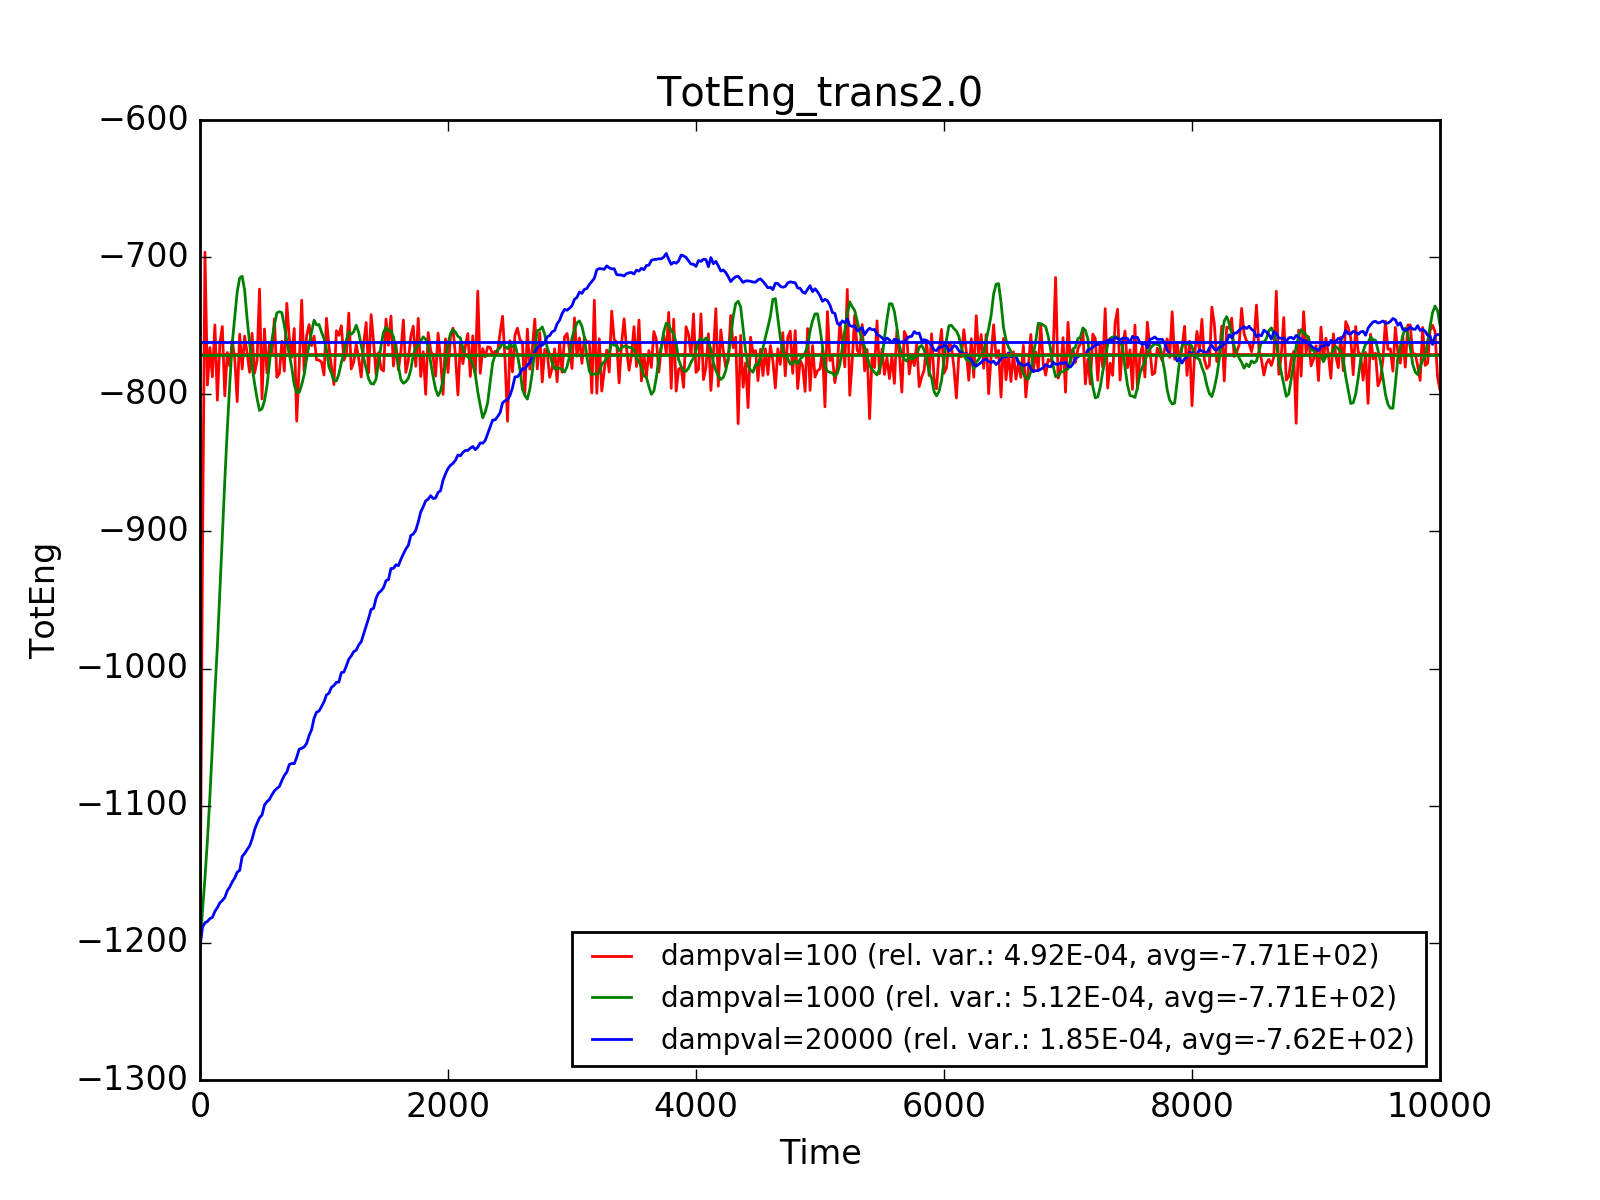 TotEng_trans2.0
−600
−700
−800
−900
−1000
−1100
−1200
−1300
TotEng
dampval=100 (rel. var.: 4.92E-04, avg=-7.71E+02)
dampval=1000 (rel. var.: 5.12E-04, avg=-7.71E+02)
dampval=20000 (rel. var.: 1.85E-04, avg=-7.62E+02)
0 2000 4000 6000 8000 10000
Time